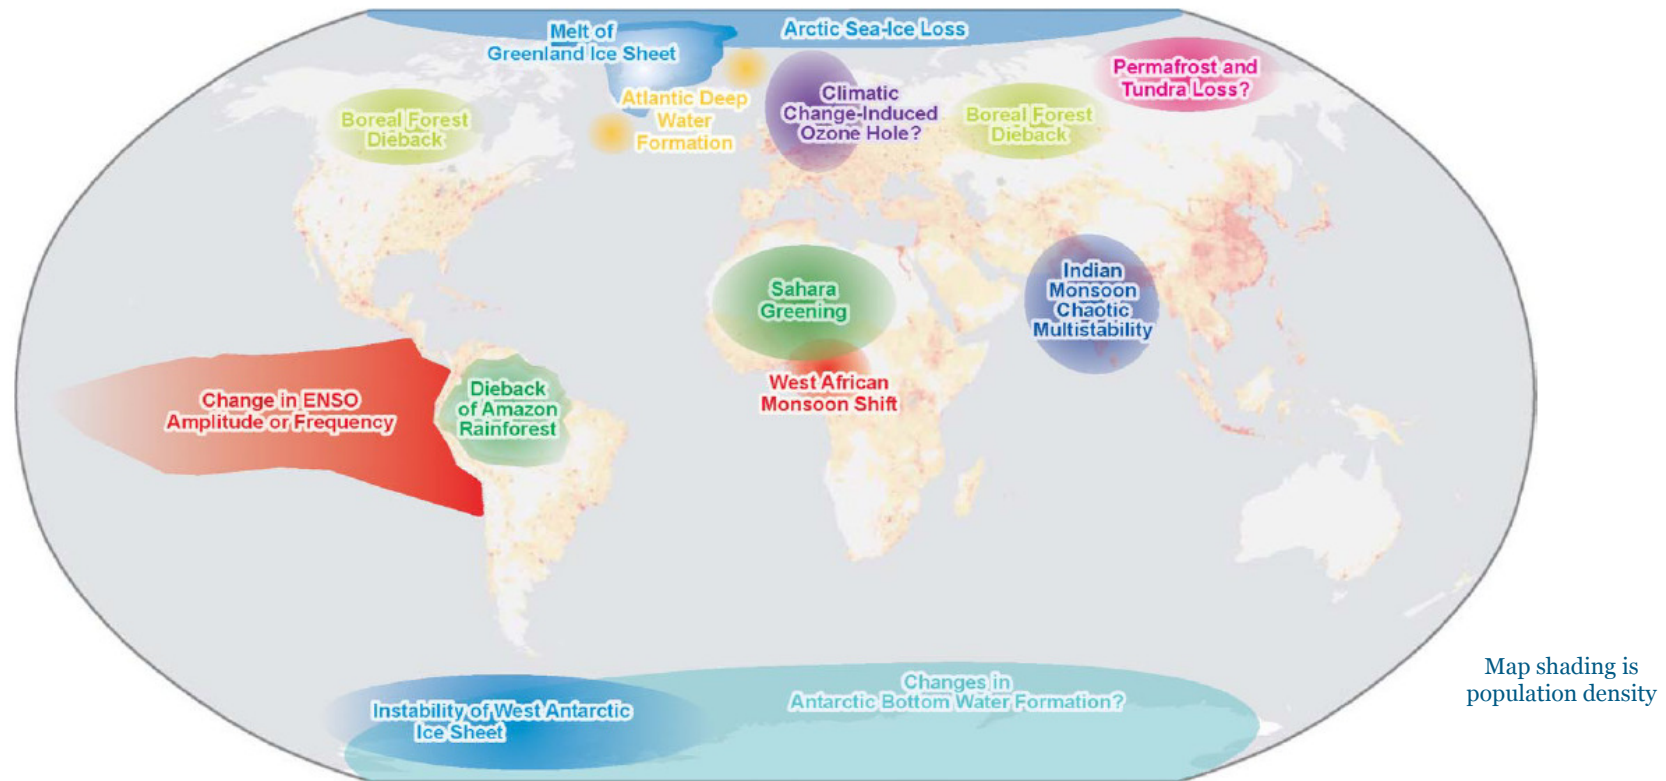 Melt of
Greenland Ice Sheet
Arctic Sea-Ice Loss
Atlantic Deep
Water
Formation
Climatic
Change-Induced
Ozone Hole?
Boreal Forest
Dieback
Boreal Forest
Dieback
Permafrost and
Tundra Loss?
Sahara
Greening
Indian
Monsoon
Chaotic
Multistability
West African
Monsoon Shift
Change in ENSO
Amplitude or Frequency
Dieback
of Amazon
Rainforest
Instability of West Antarctic
Ice Sheet
Changes in
Antarctic Bottom Water Formation?
Map shading is
population density